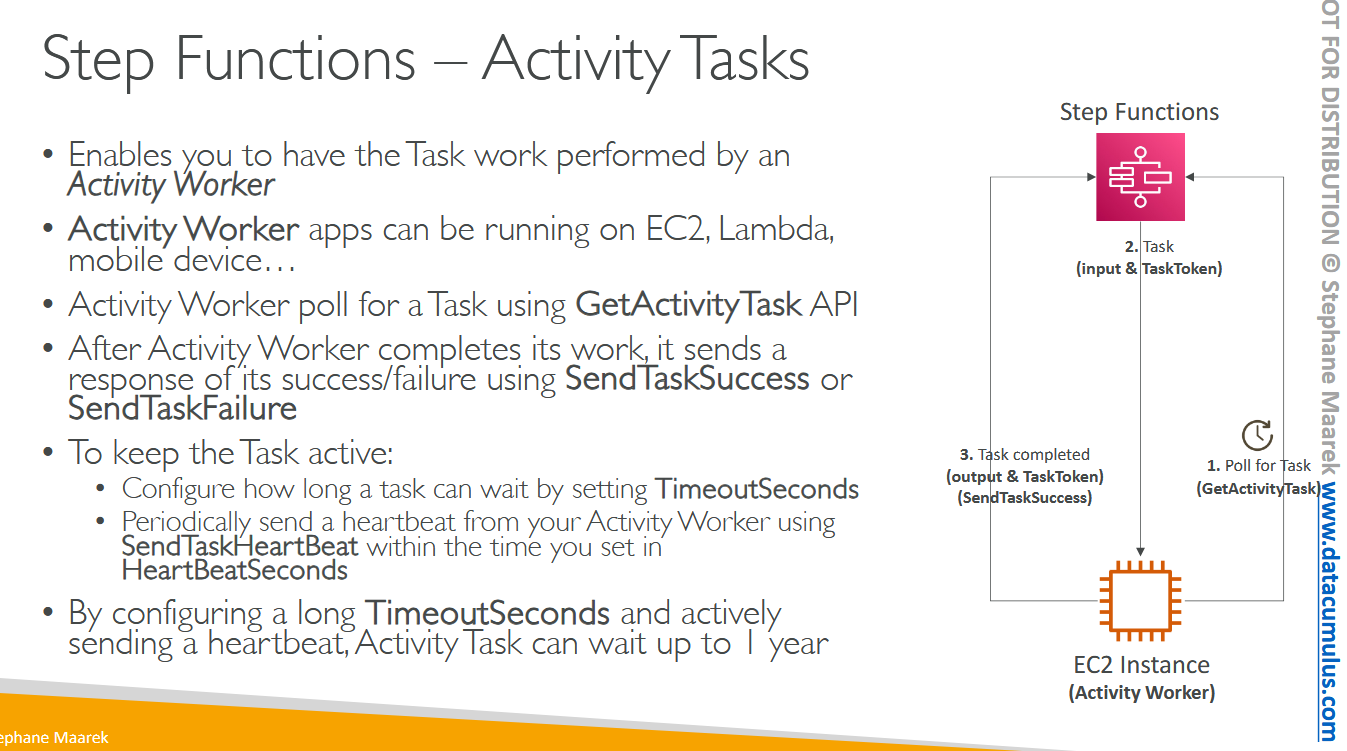 Step Functions – Activity Tasks
• Enables you to have the Task work performed by an
Activity Worker
• Activity Worker apps can be running on EC2, Lambda,
mobile device…
• Activity Worker poll for a Task using GetActivityTask API
• After Activity Worker completes its work, it sends a
response of its success/failure using SendTaskSuccess or
SendTaskFailure
• To keep the Task active:
• Configure how long a task can wait by setting TimeoutSeconds
• Periodically send a heartbeat from your Activity Worker using
SendTaskHeartBeat within the time you set in
HeartBeatSeconds
• By configuring a long TimeoutSeconds and actively
sending a heartbeat, Activity Task can wait up to 1 year
Step Functions
2. Task
(input & TaskToken)
3. Task completed
(output & TaskToken)
(SendTaskSuccess)
1. Poll for Task
(GetActivityTask)
EC2 Instance
(Activity Worker)
OT FOR DISTRIBUTION © Stephane Maarek www.datacumulus.com
ephane Maarek